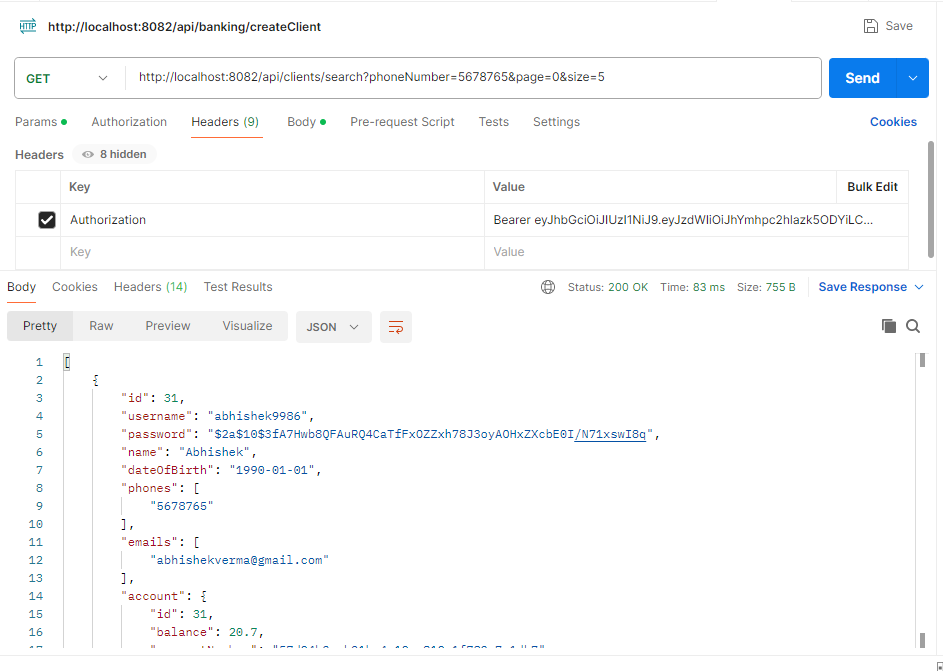 HTTP http://localhost:8082/api/banking/createClient Save
GET http://localhost:8082/api/clients/search?phoneNumber=5678765&page=0&size=5 Send
Params Authorization Headers (9) Body Pre-request Script Tests Settings Cookies
Headers 8 hidden
Key Value Bulk Edit
Authorization Bearer eyJhbGciOiJIUzI1NiJ9.eyJzdWIiOiJhYmhpc2hlazk5ODYiLC...
Key Value
Body Cookies Headers (14) Test Results Status: 200 OK Time: 83 ms Size: 755 B Save Response
Pretty Raw Preview Visualize JSON
1 [
2 {
3 "id": 31,
4 "username": "abhishek9986",
5 "password": "$2a$10$3fA7Hwb8QFAuRQ4CaTfFxOZZxh78J3oyAOHxZXcbE0I/N71xswI8q",
6 "name": "Abhishek",
7 "dateOfBirth": "1990-01-01",
8 "phones": [
9 "5678765"
10 ],
11 "emails": [
12 "abhishekverma@gmail.com"
13 ],
14 "account": {
15 "id": 31,
16 "balance": 20.7,